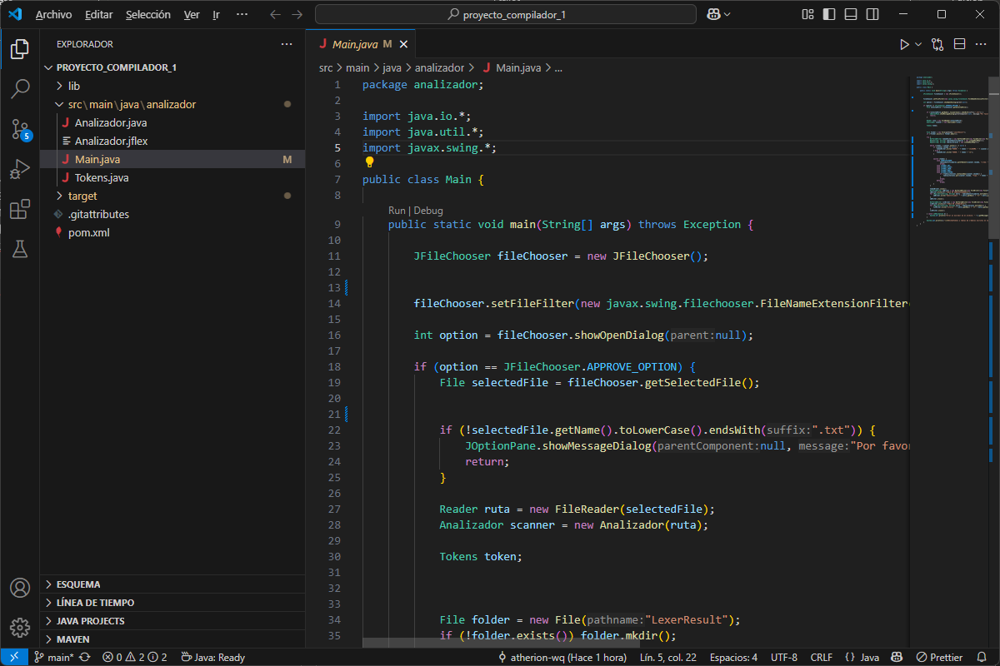 Archivo Editar Selección Ver Ir ··· proyecto_compilador_1
EXPLORADOR
PROYECTO_COMPILADOR_1
lib
src\main\java\analizador
J Analizador.java
Analizador.jflex
J Main.java M
J Tokens.java
target
.gitattributes
pom.xml
5
ESQUEMA
LÍNEA DE TIEMPO
JAVA PROJECTS
MAVEN
J Main.java M
src > main > java > analizador > J Main.java > ...
1 package analizador;
2
3 import java.io.*;
4 import java.util.*;
5 import javax.swing.*;
6
7 public class Main {
8
Run | Debug
9 public static void main(String[] args) throws Exception {
10
11 JFileChooser fileChooser = new JFileChooser();
12
13
14 fileChooser.setFileFilter(new javax.swing.filechooser.FileNameExtensionFilter(
15
16 int option = fileChooser.showOpenDialog(parent:null);
17
18 if (option == JFileChooser.APPROVE_OPTION) {
19 File selectedFile = fileChooser.getSelectedFile();
20
21
22 if (!selectedFile.getName().toLowerCase().endsWith(suffix:".txt")) {
23 JOptionPane.showMessageDialog(parentComponent:null, message:"Por favor
24 return;
25 }
26
27 Reader ruta = new FileReader(selectedFile);
28 Analizador scanner = new Analizador(ruta);
29
30 Tokens token;
31
32
33
34 File folder = new File(pathname:"LexerResult");
35 if (!folder.exists()) folder.mkdir();
main* 0 2 2 Java: Ready atherion-wq (Hace 1 hora) Lín. 5, col. 22 Espacios: 4 UTF-8 CRLF {} Java Prettier